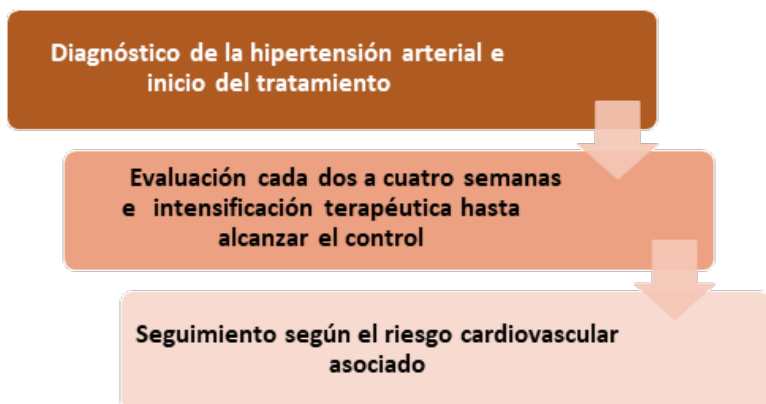 Diagnóstico de la hipertensión arterial e
inicio del tratamiento
Evaluación cada dos a cuatro semanas
e intensificación terapéutica hasta
alcanzar el control
Seguimiento según el riesgo cardiovascular
asociado